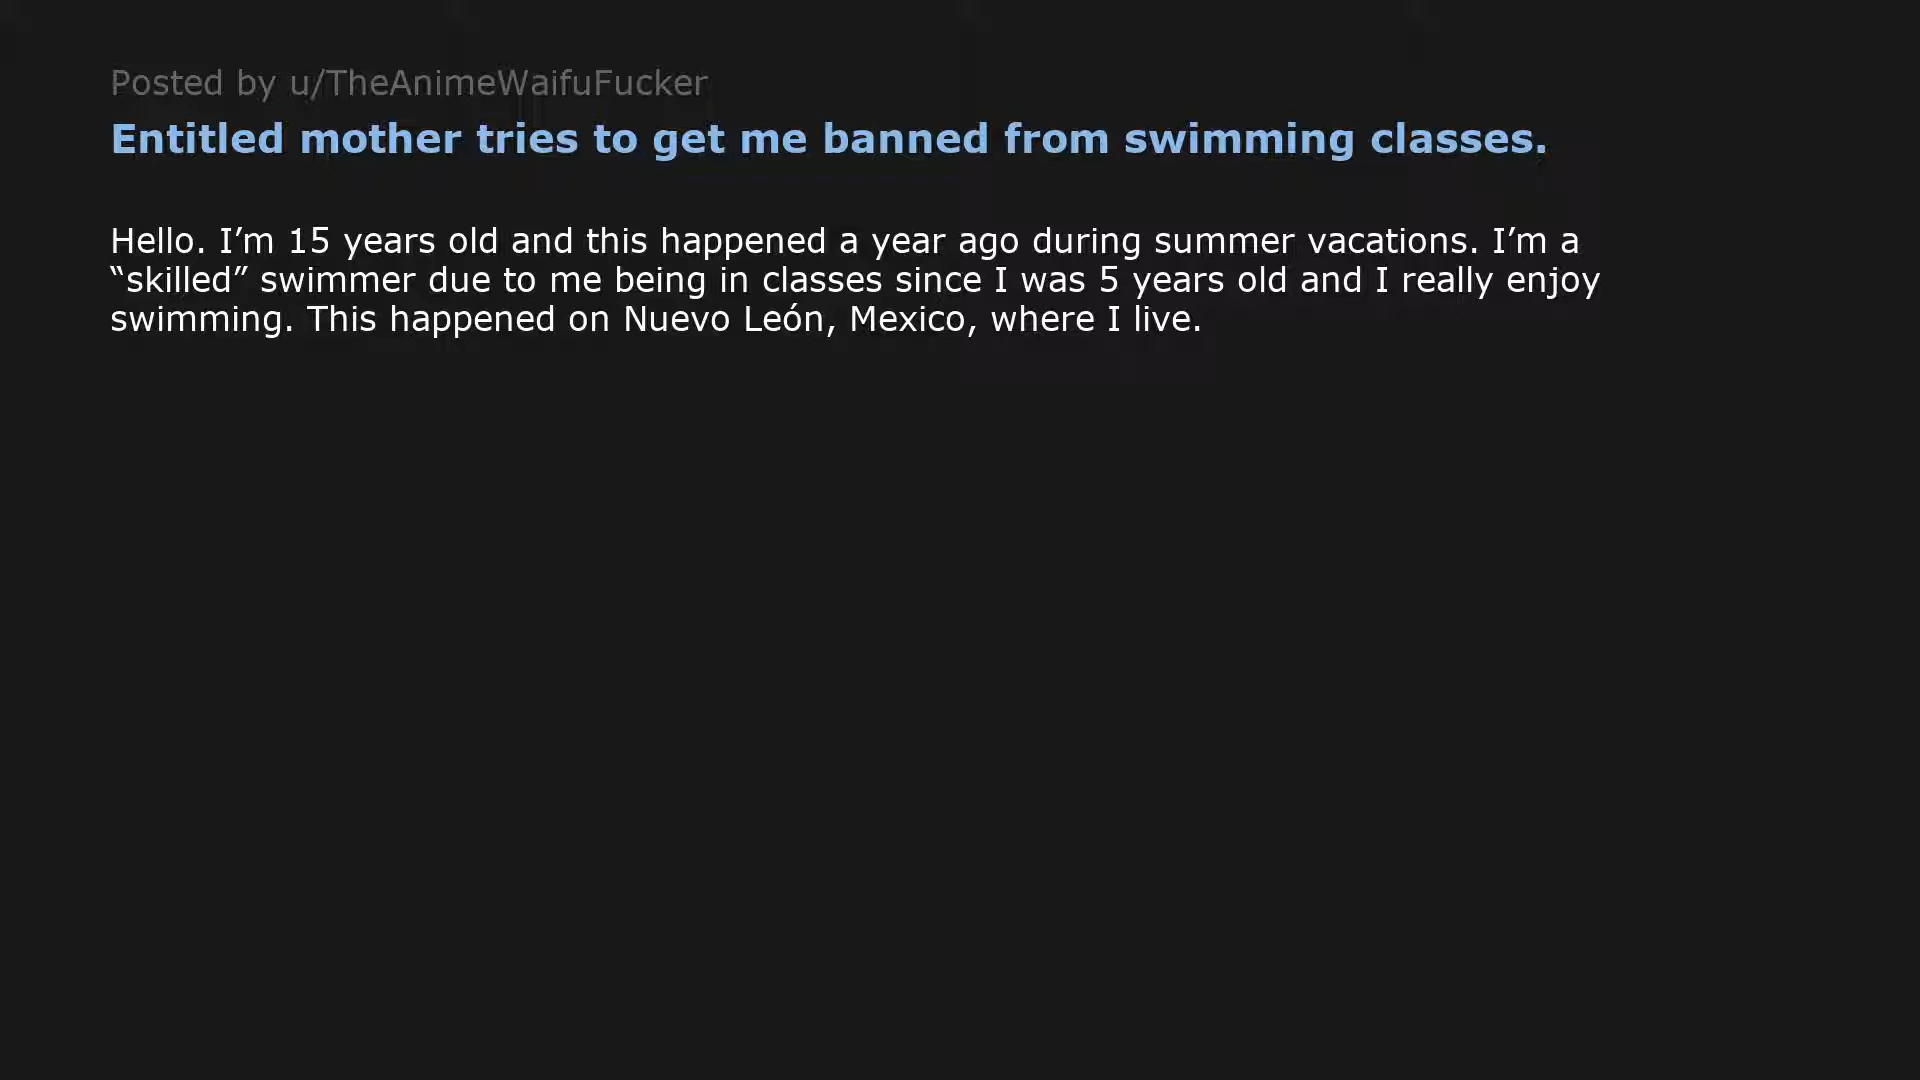 Posted by u/TheAnimeWaifuFucker
Entitled mother tries to get me banned from swimming classes.
Hello. I’m 15 years old and this happened a year ago during summer vacations. I’m a
“skilled” swimmer due to me being in classes since I was 5 years old and I really enjoy
swimming. This happened on Nuevo León, Mexico, where I live.